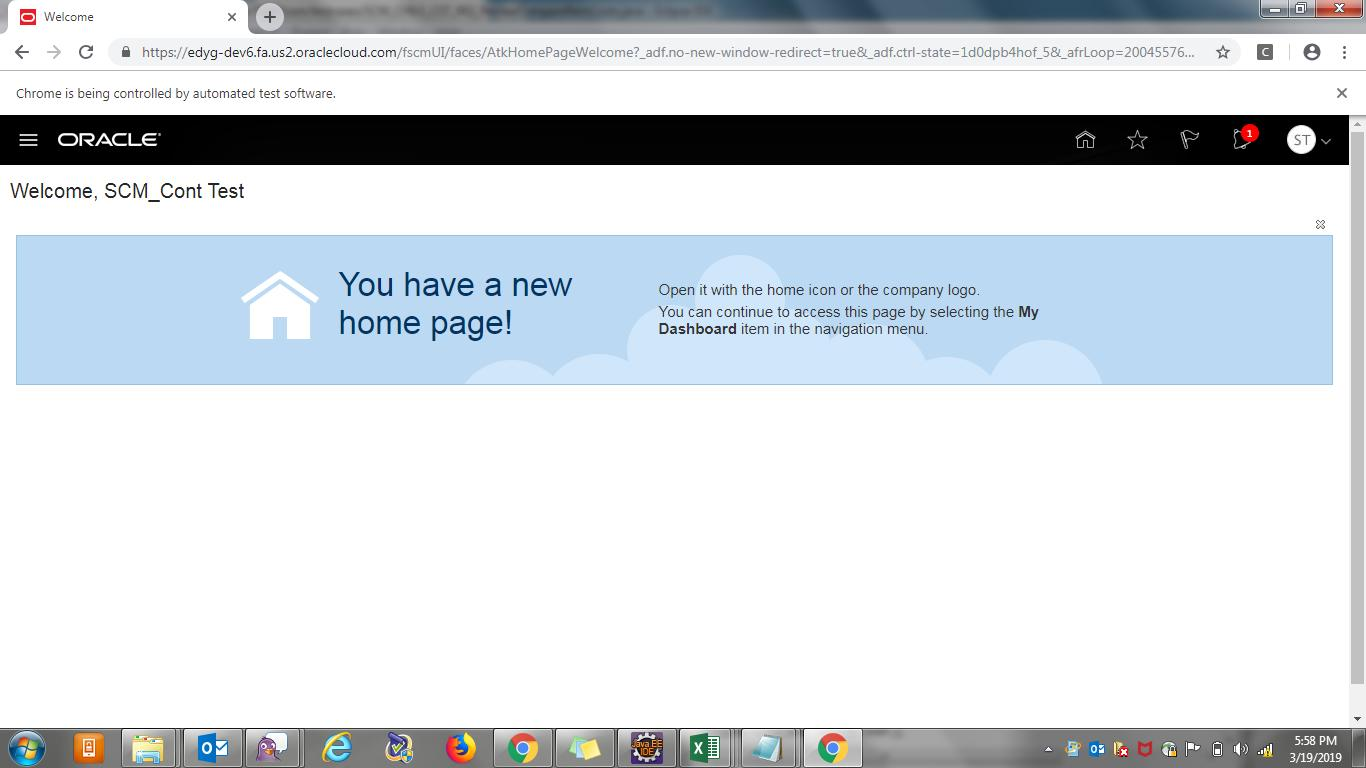 Welcome
https://edyg-dev6.fa.us2.oraclecloud.com/fscmUI/faces/AtkHomePageWelcome?_adf.no-new-window-redirect=true&_adf.ctrl-state=1d0dpb4hof_5&_afrLoop=20045576...
C
Chrome is being controlled by automated test software.
ORACLE
1
ST
Welcome, SCM_Cont Test
You have a new
home page!
Open it with the home icon or the company logo.
You can continue to access this page by selecting the My
Dashboard item in the navigation menu.
Java EE
IDE
5:58 PM
3/19/2019